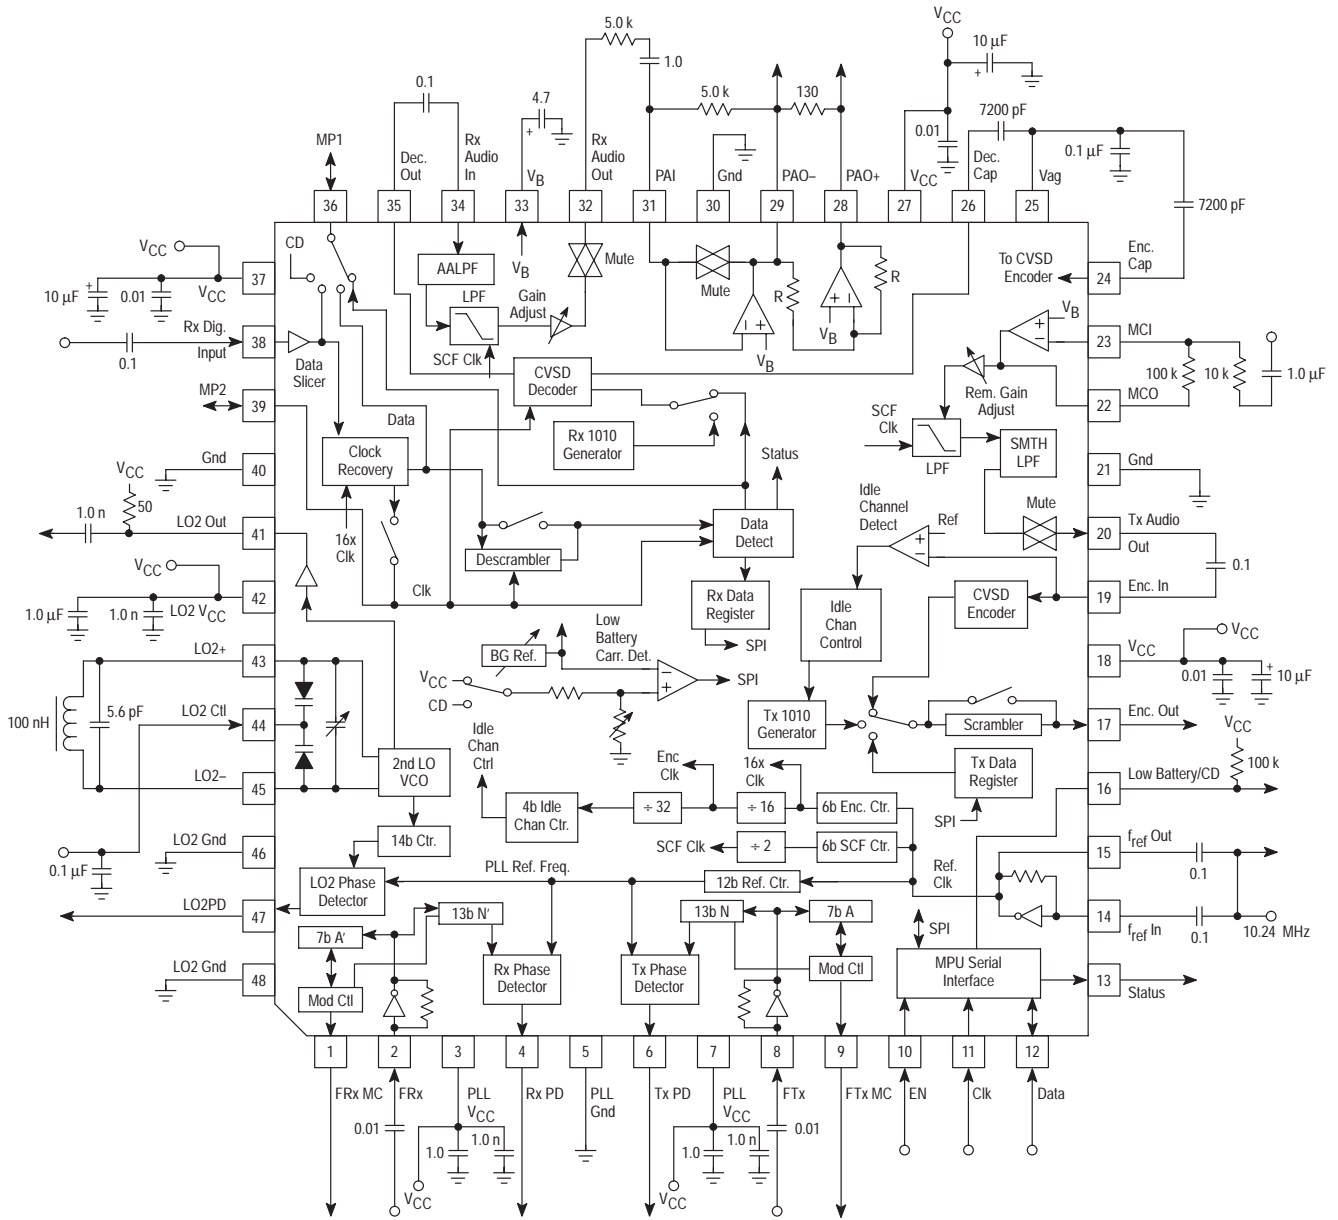 VCC
5.0 k
10 µF
+
1.0
0.1
5.0 k
130
7200 pF
4.7
+
0.01
0.1 µF
MP1
Dec. Out
Rx Audio In
VB
Rx Audio Out
PAI
Gnd
PAO–
PAO+
VCC
Dec. Cap
Vag
36
35
34
33
32
31
30
29
28
27
26
25
7200 pF
VCC
CD
AALPF
VB
Mute
Mute
R
R
To CVSD Encoder
24
Enc. Cap
37
VCC
10 µF
+
0.01
LPF
Gain Adjust
VB
VB
VB
23
MCI
Rx Dig. Input
38
0.1
Data Slicer
SCF Clk
CVSD Decoder
Rem. Gain Adjust
100 k
10 k
1.0 µF
22
MCO
MP2
39
Data
Rx 1010 Generator
SCF Clk
LPF
SMTH LPF
Clock Recovery
Status
Gnd
40
21
Gnd
VCC
50
1.0 n
LO2 Out
41
16x Clk
Descrambler
Data Detect
Idle Channel Detect
Ref
Mute
20
Tx Audio Out
0.1
VCC
42
LO2 VCC
1.0 µF
1.0 n
Clk
Rx Data Register
SPI
Idle Chan Control
CVSD Encoder
19
Enc. In
LO2+
43
BG Ref.
Low Battery Carr. Det.
VCC
CD
SPI
18
VCC
VCC
0.01
+
10 µF
100 nH
5.6 pF
LO2 Ctl
44
Tx 1010 Generator
Scrambler
17
Enc. Out
LO2–
45
2nd LO VCO
Idle Chan Ctrl
Enc Clk
16x Clk
Tx Data Register
SPI
VCC
100 k
16
Low Battery/CD
4b Idle Chan Ctr.
÷ 32
÷ 16
6b Enc. Ctr.
14b Ctr.
SCF Clk
÷ 2
6b SCF Ctr.
LO2 Gnd
46
0.1 µF
15
fref Out
0.1
LO2 Phase Detector
PLL Ref. Freq.
12b Ref. Ctr.
Ref. Clk
LO2PD
47
14
fref In
0.1
10.24 MHz
13b N′
7b A′
13b N
7b A
SPI
LO2 Gnd
48
Mod Ctl
Rx Phase Detector
Tx Phase Detector
Mod Ctl
MPU Serial Interface
13
Status
1
2
3
4
5
6
7
8
9
10
11
12
FRx MC
FRx
PLL VCC
Rx PD
PLL Gnd
Tx PD
PLL VCC
FTx
FTx MC
EN
Clk
Data
0.01
1.0
1.0 n
VCC
1.0
1.0 n
VCC
0.01